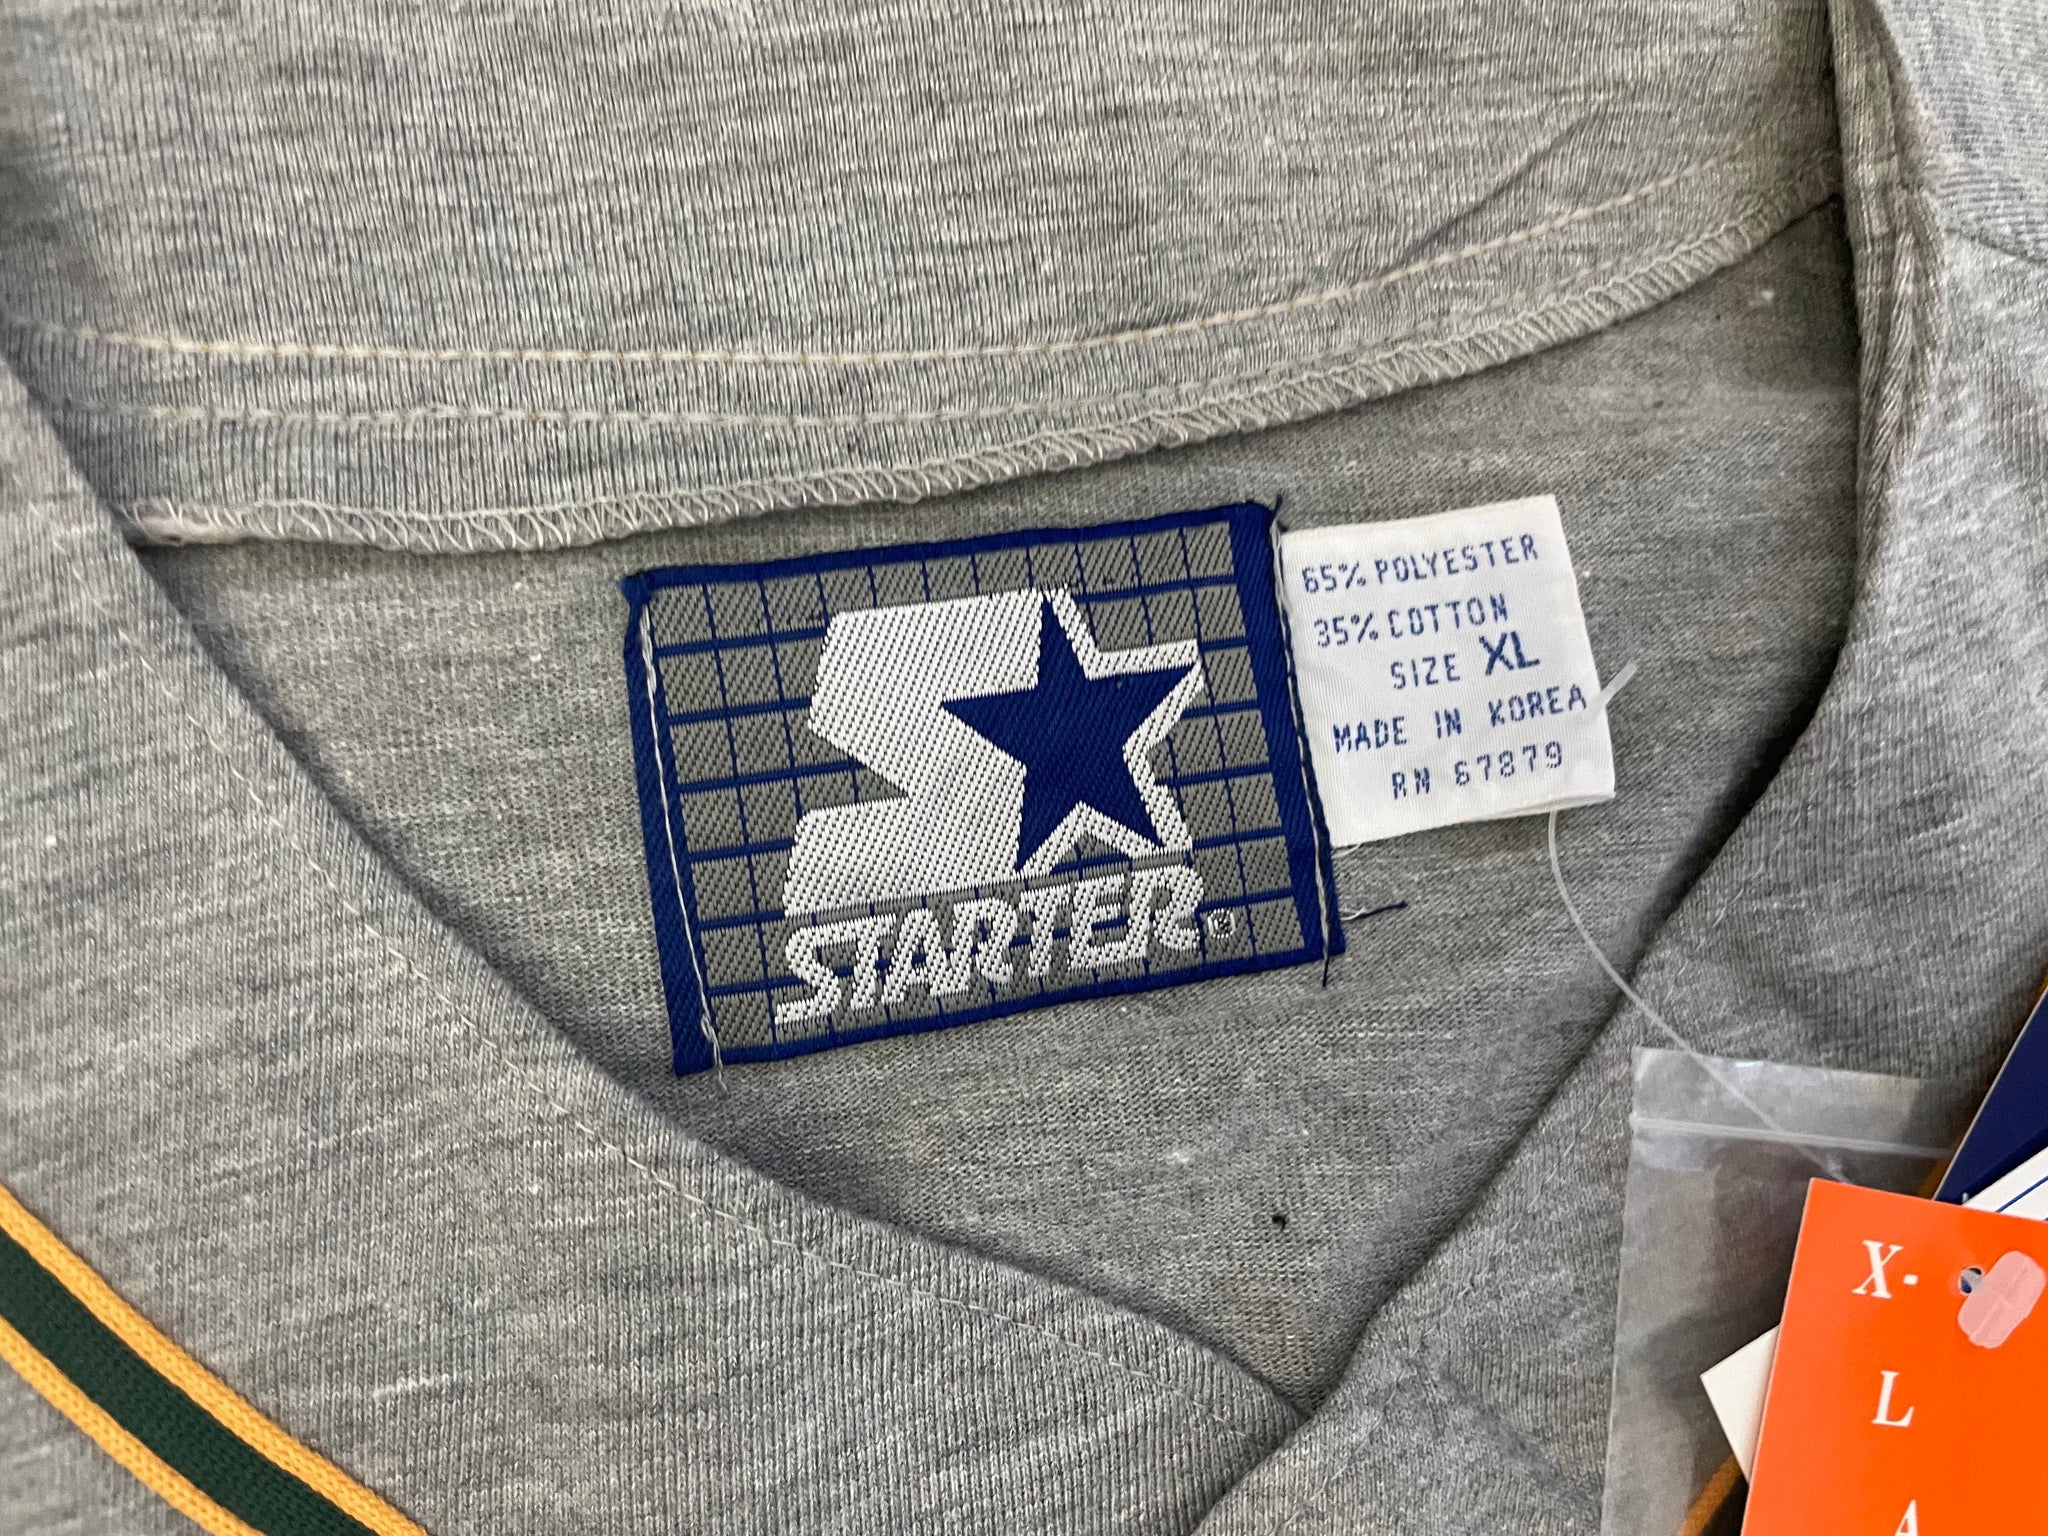 STARTER®
65% POLYESTER
35% COTTON
SIZE XL
MADE IN KOREA
RN 67879
X-
L
A